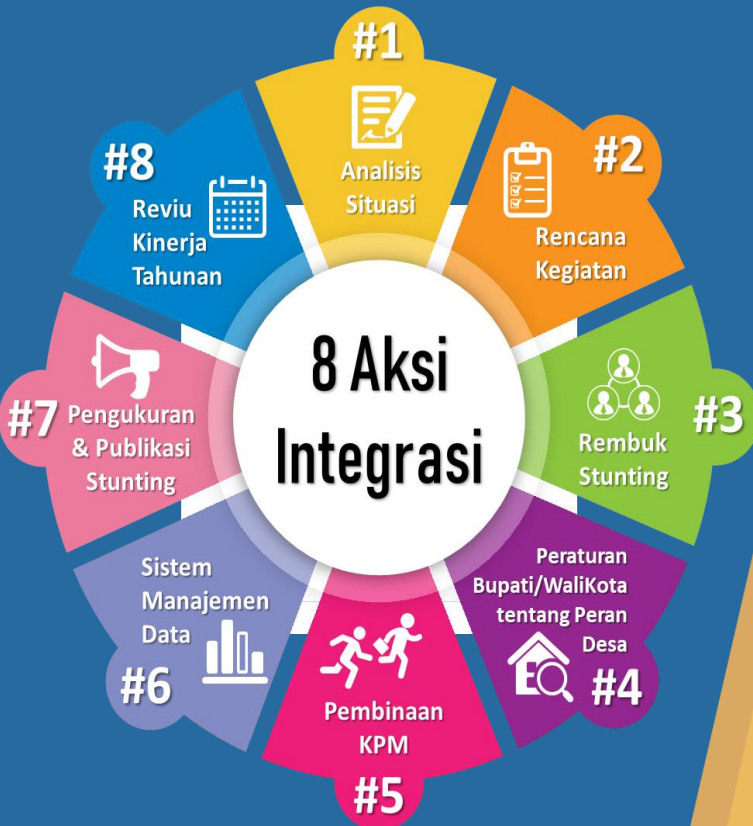 8 Aksi
Integrasi
#1
Analisis
Situasi
#2
Rencana
Kegiatan
#3
Rembuk
Stunting
Peraturan
Bupati/WaliKota
tentang Peran
Desa
#4
Pembinaan
KPM
#5
Sistem
Manajemen
Data
#6
#7
Pengukuran
& Publikasi
Stunting
#8
Reviu
Kinerja
Tahunan